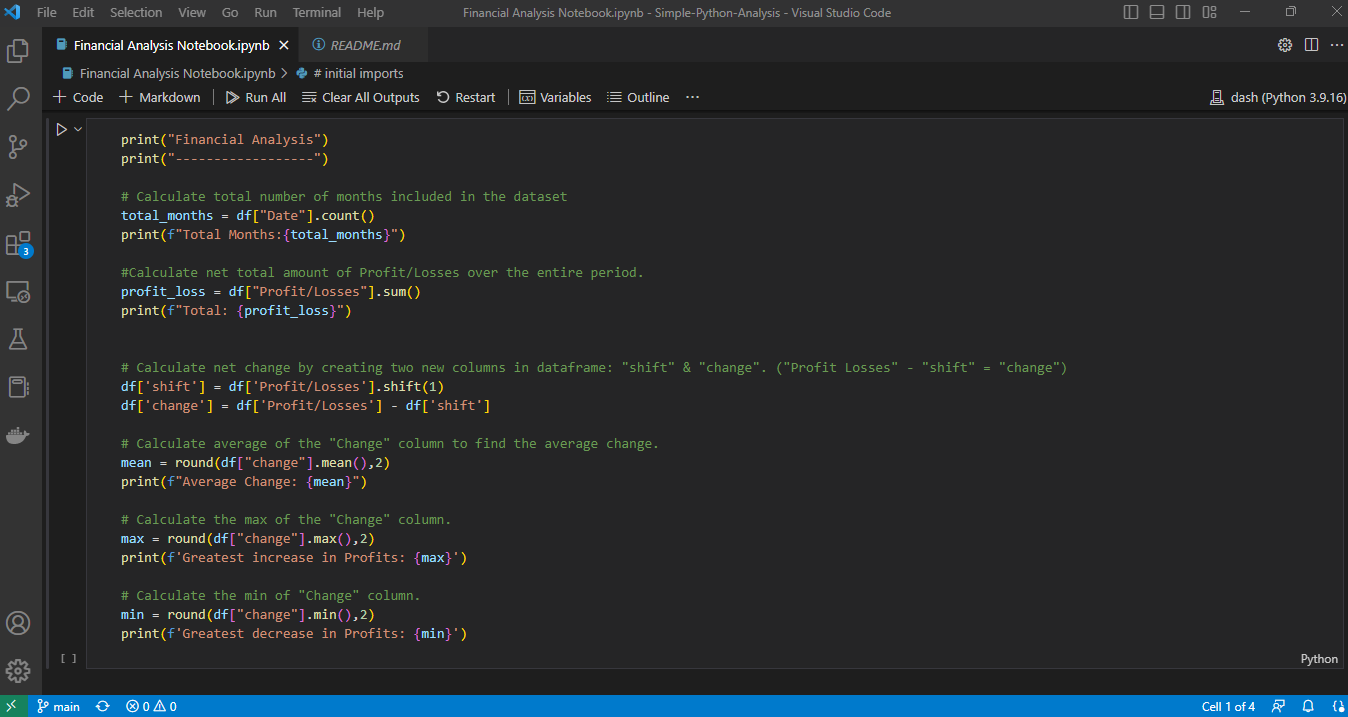 File Edit Selection View Go Run Terminal Help Financial Analysis Notebook.ipynb - Simple-Python-Analysis - Visual Studio Code
Financial Analysis Notebook.ipynb README.md
Financial Analysis Notebook.ipynb > # initial imports
Code Markdown Run All Clear All Outputs Restart Variables Outline ... dash (Python 3.9.16)
print("Financial Analysis")
print("------------------")
# Calculate total number of months included in the dataset
total_months = df["Date"].count()
print(f"Total Months:{total_months}")
#Calculate net total amount of Profit/Losses over the entire period.
profit_loss = df["Profit/Losses"].sum()
print(f"Total: {profit_loss}")
# Calculate net change by creating two new columns in dataframe: "shift" & "change". ("Profit Losses" - "shift" = "change")
df['shift'] = df['Profit/Losses'].shift(1)
df['change'] = df['Profit/Losses'] - df['shift']
# Calculate average of the "Change" column to find the average change.
mean = round(df["change"].mean(),2)
print(f"Average Change: {mean}")
# Calculate the max of the "Change" column.
max = round(df["change"].max(),2)
print(f'Greatest increase in Profits: {max}')
# Calculate the min of "Change" column.
min = round(df["change"].min(),2)
print(f'Greatest decrease in Profits: {min}')
[ ] Python
3
main 0 0 Cell 1 of 4